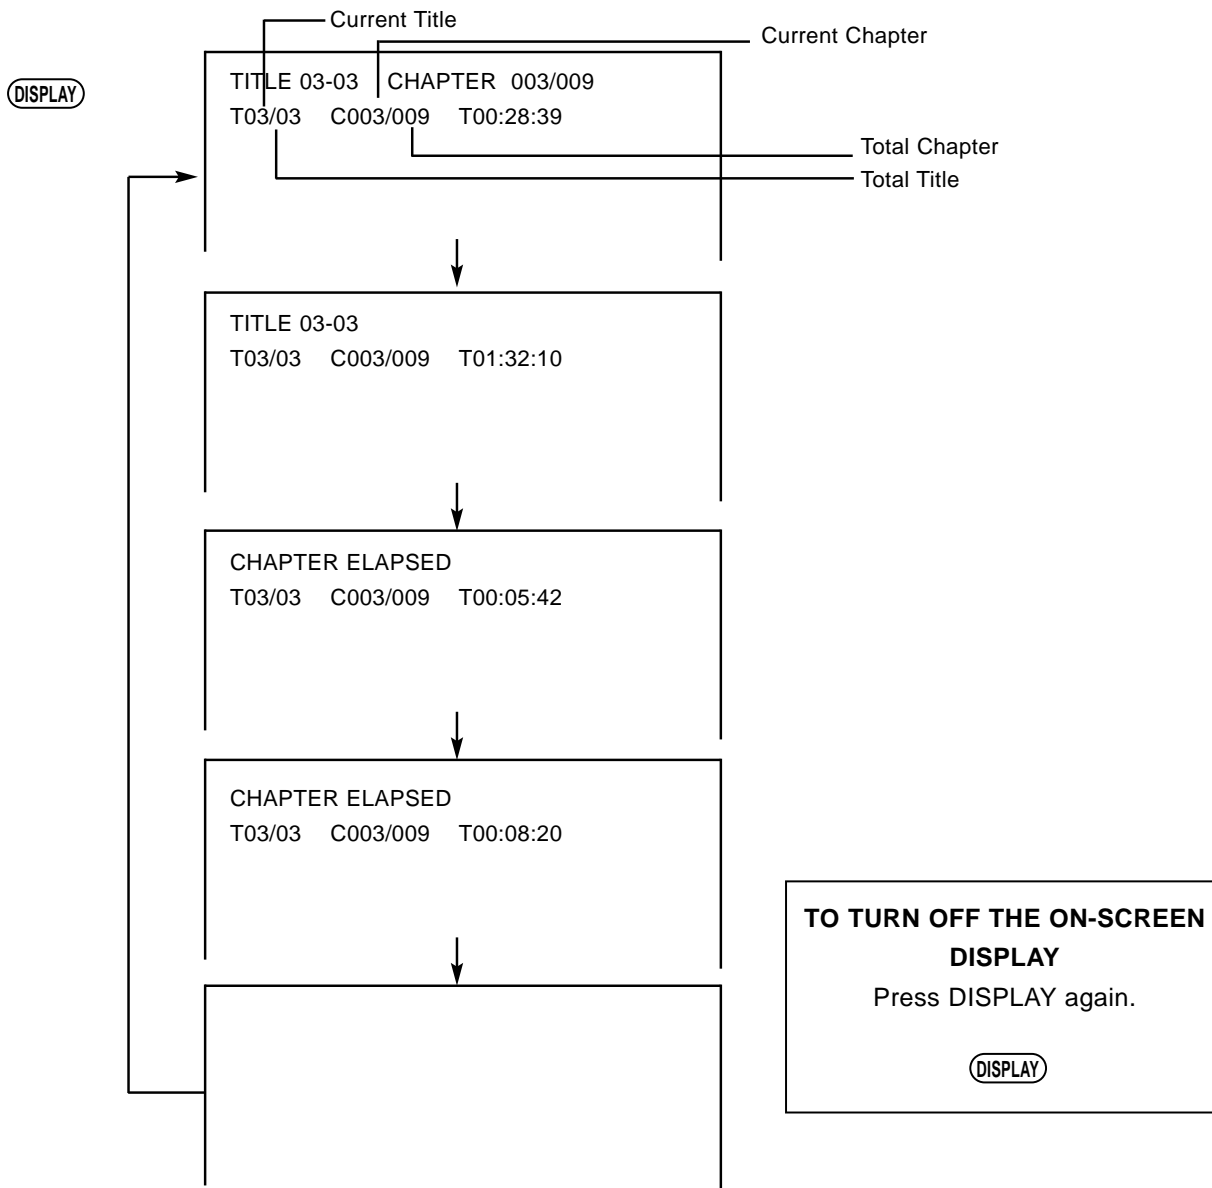 Current Title
Current Chapter
DISPLAY
TITLE 03-03 CHAPTER 003/009
T03/03 C003/009 T00:28:39
Total Chapter
Total Title
TITLE 03-03
T03/03 C003/009 T01:32:10
CHAPTER ELAPSED
T03/03 C003/009 T00:05:42
CHAPTER ELAPSED
T03/03 C003/009 T00:08:20
TO TURN OFF THE ON-SCREEN
DISPLAY
Press DISPLAY again.
DISPLAY